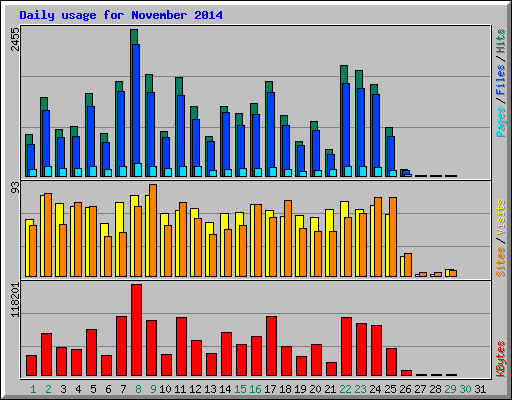 Daily usage for November 2014
2455
Pages / Files / Hits
93
Sites / Visits
118201
KBytes
1 2 3 4 5 6 7 8 9 10 11 12 13 14 15 16 17 18 19 20 21 22 23 24 25 26 27 28 29 30 31